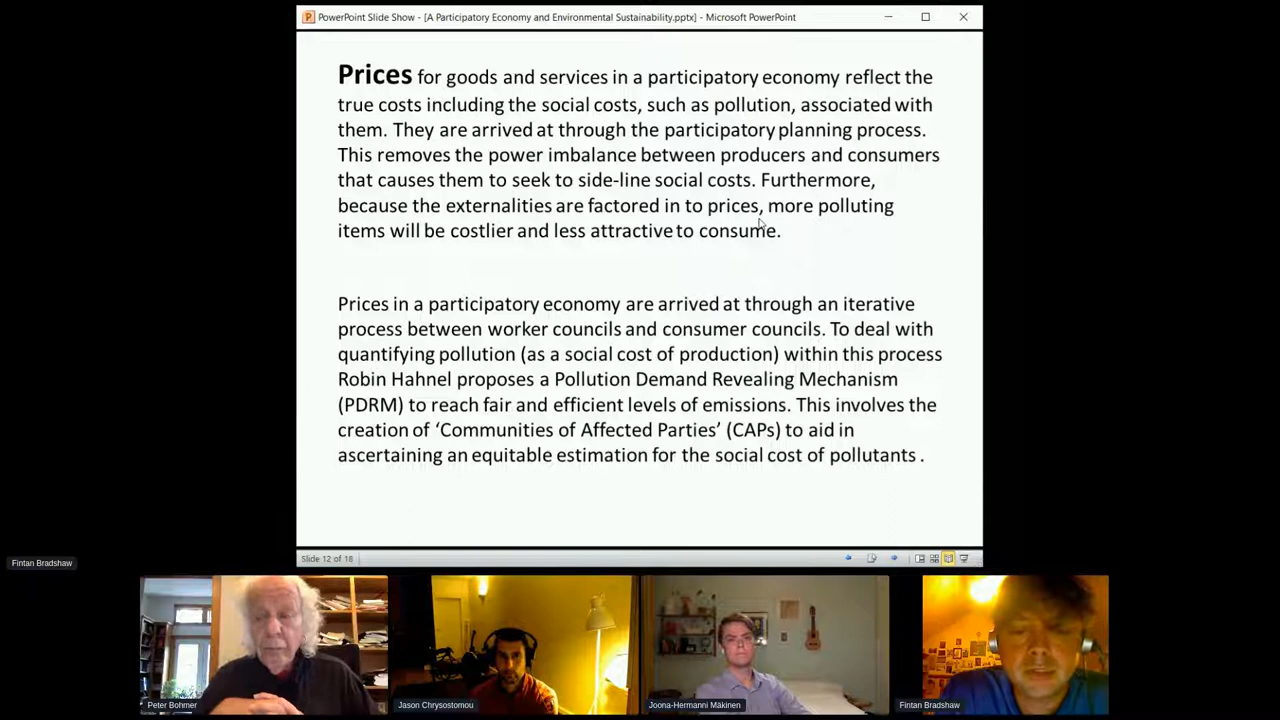 PowerPoint Slide Show - [A Participatory Economy and Environmental Sustainability.pptx] - Microsoft PowerPoint
Prices for goods and services in a participatory economy reflect the
true costs including the social costs, such as pollution, associated with
them. They are arrived at through the participatory planning process.
This removes the power imbalance between producers and consumers
that causes them to seek to side-line social costs. Furthermore,
because the externalities are factored in to prices, more polluting
items will be costlier and less attractive to consume.
Prices in a participatory economy are arrived at through an iterative
process between worker councils and consumer councils. To deal with
quantifying pollution (as a social cost of production) within this process
Robin Hahnel proposes a Pollution Demand Revealing Mechanism
(PDRM) to reach fair and efficient levels of emissions. This involves the
creation of ‘Communities of Affected Parties’ (CAPs) to aid in
ascertaining an equitable estimation for the social cost of pollutants .
Slide 12 of 18
Fintan Bradshaw
Peter Bohmer
Jason Chrysostomou
Joona-Hermanni Mäkinen
Fintan Bradshaw